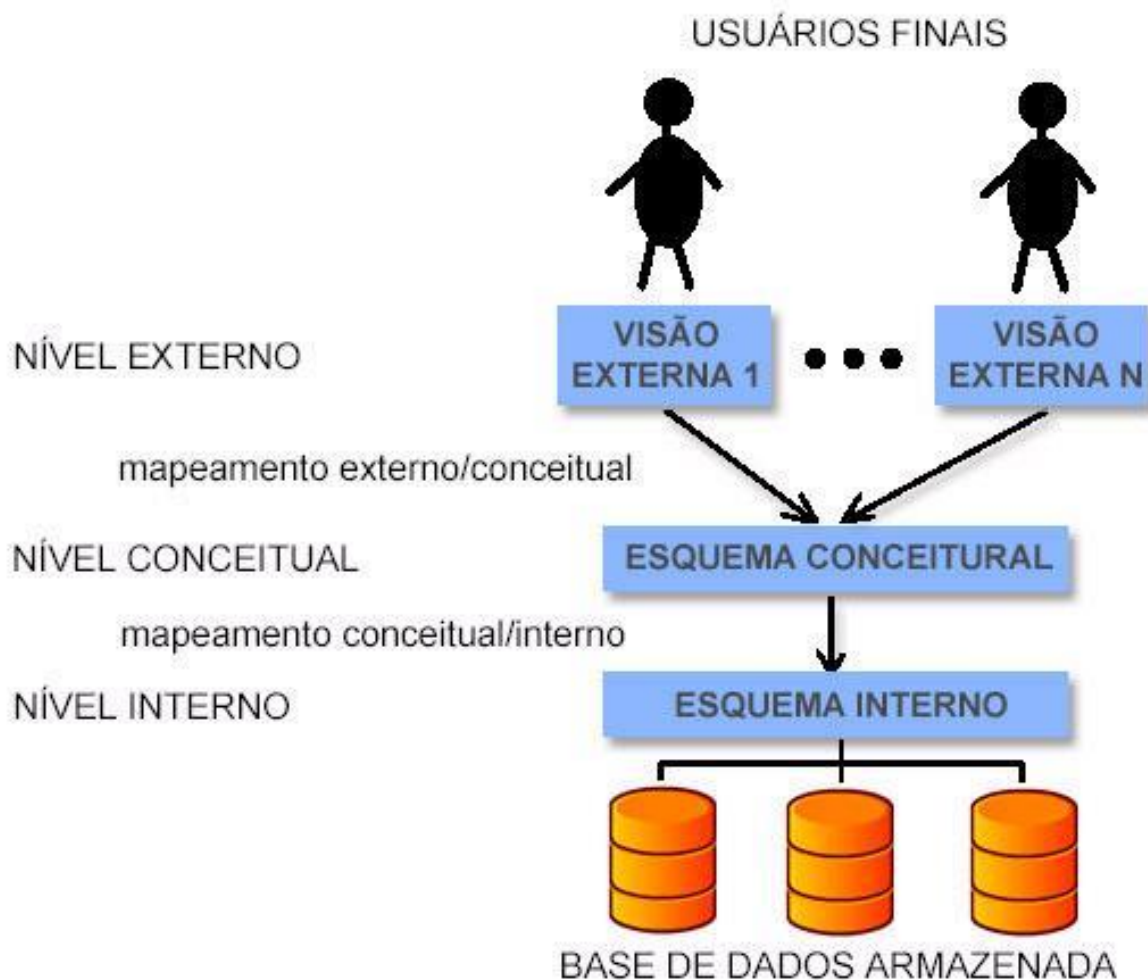 USUÁRIOS FINAIS
NÍVEL EXTERNO
VISÃO
EXTERNA 1
VISÃO
EXTERNA N
mapeamento externo/conceitual
NÍVEL CONCEITUAL
ESQUEMA CONCEITURAL
mapeamento conceitual/interno
NÍVEL INTERNO
ESQUEMA INTERNO
BASE DE DADOS ARMAZENADA